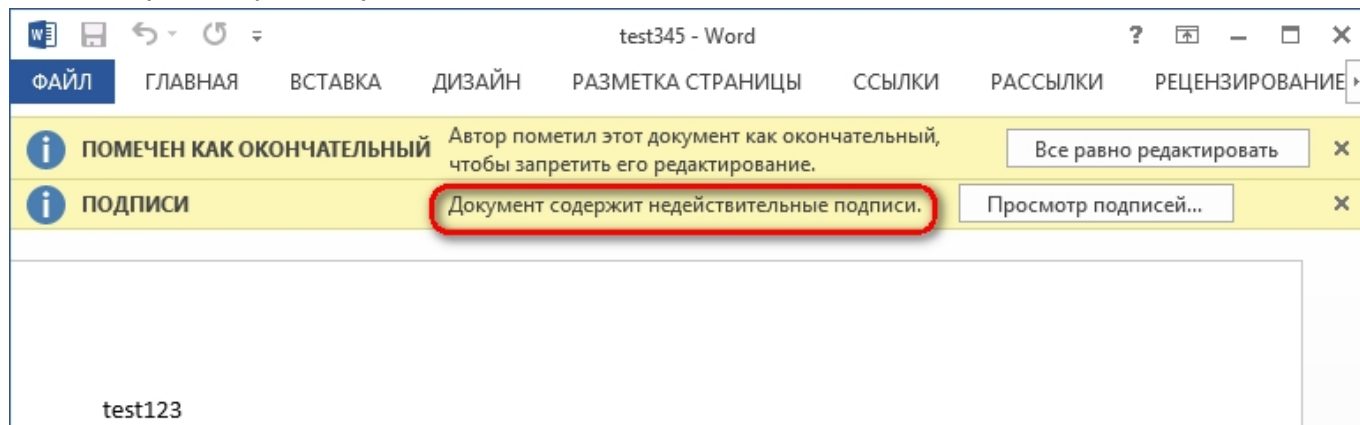 test345 - Word
ФАЙЛ ГЛАВНАЯ ВСТАВКА ДИЗАЙН РАЗМЕТКА СТРАНИЦЫ ССЫЛКИ РАССЫЛКИ РЕЦЕНЗИРОВАНИЕ
ПОМЕЧЕН КАК ОКОНЧАТЕЛЬНЫЙ Автор пометил этот документ как окончательный, Все равно редактировать
чтобы запретить его редактирование.
ПОДПИСИ Документ содержит недействительные подписи. Просмотр подписей...
test123